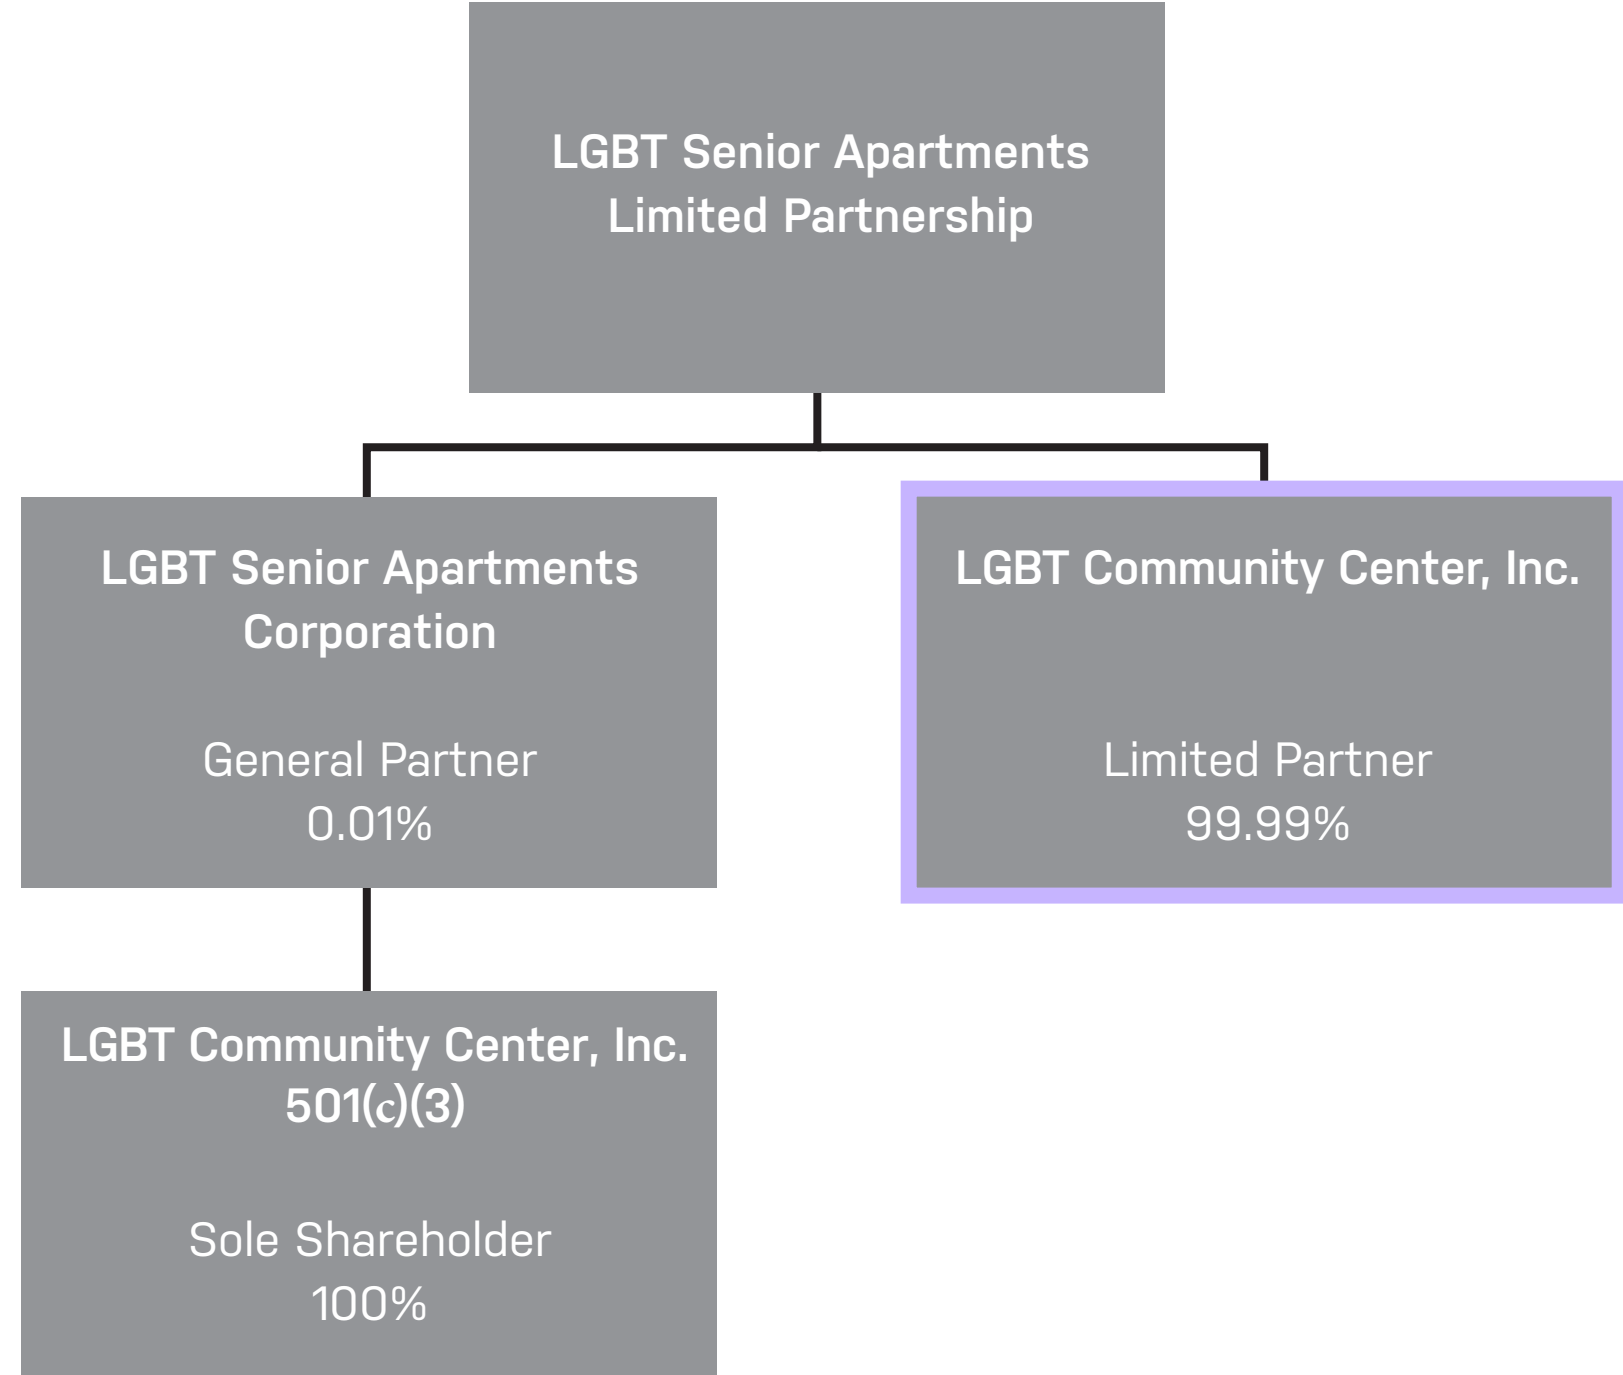 LGBT Senior Apartments
Limited Partnership
LGBT Senior Apartments
Corporation
General Partner
0.01%
LGBT Community Center, Inc.
Limited Partner
99.99%
LGBT Community Center, Inc.
501(c)(3)
Sole Shareholder
100%